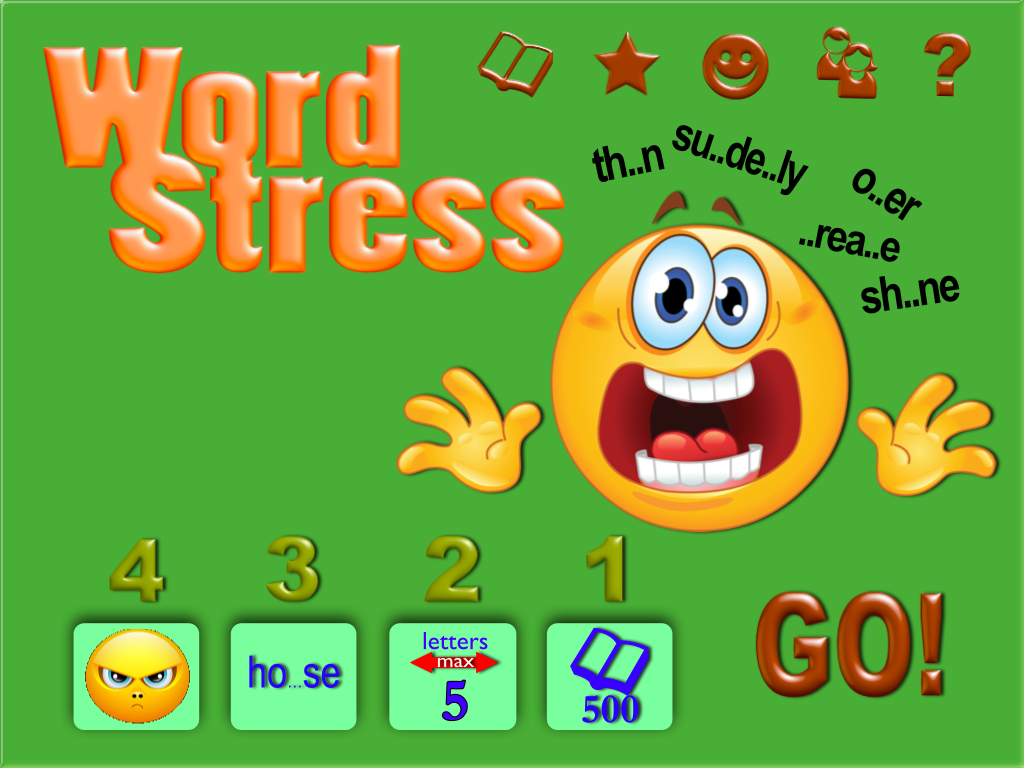 Word
Stress
?
th..n
su..de..ly
o..er
..rea..e
sh..ne
4 3 2 1
ho...se
letters
max
5
500
GO!